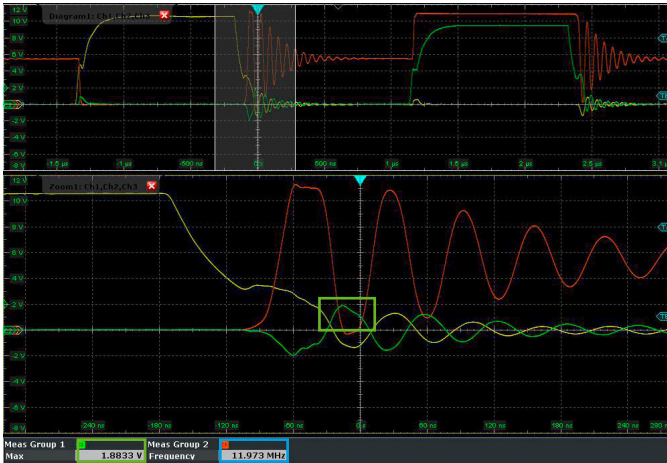 12 V
Diagram1: Ch1,Ch2,Ch3
10 V
8 V
6 V
4 V
2 V
-2 V
-4 V
-6 V
-8 V
-1.5 µs
-1 µs
-500 ns
0 s
500 ns
1 µs
1.5 µs
2 µs
2.5 µs
3.1 µs
12 V
Zoom1: Ch1,Ch2,Ch3
10 V
8 V
6 V
4 V
2 V
-2 V
-4 V
-6 V
-8 V
-240 ns
-180 ns
-120 ns
-60 ns
0 s
60 ns
120 ns
180 ns
240 ns
Meas Group 1
Meas Group 2
Max
1.8833 V
Frequency
11.973 MHz